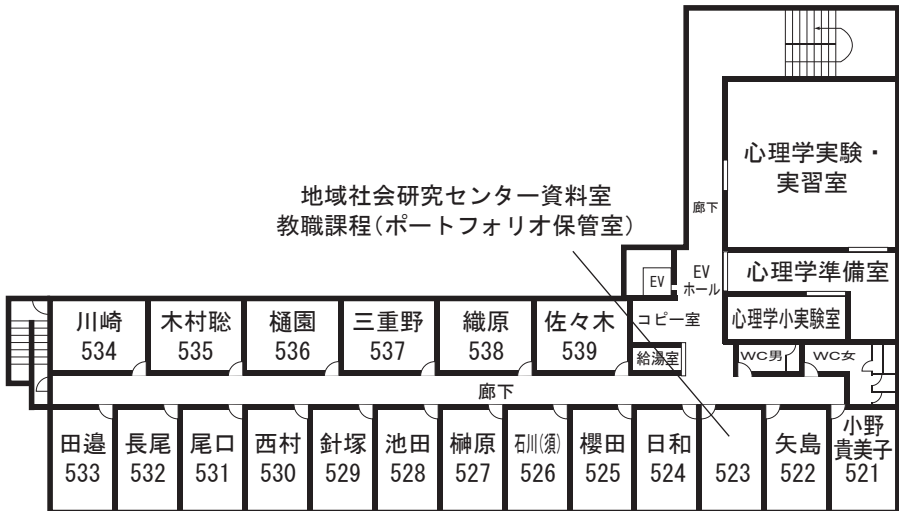 心理学実験・
実習室
地域社会研究センター資料室
教職課程(ポートフォリオ保管室)
廊下
EV
EV
ホール
心理学準備室
川崎
534
木村聡
535
樋園
536
三重野
537
織原
538
佐々木
539
コピー室
心理学小実験室
給湯室
WC男
WC女
廊下
田邉
533
長尾
532
尾口
531
西村
530
針塚
529
池田
528
榊原
527
石川(須)
526
櫻田
525
日和
524
523
矢島
522
小野
貴美子
521